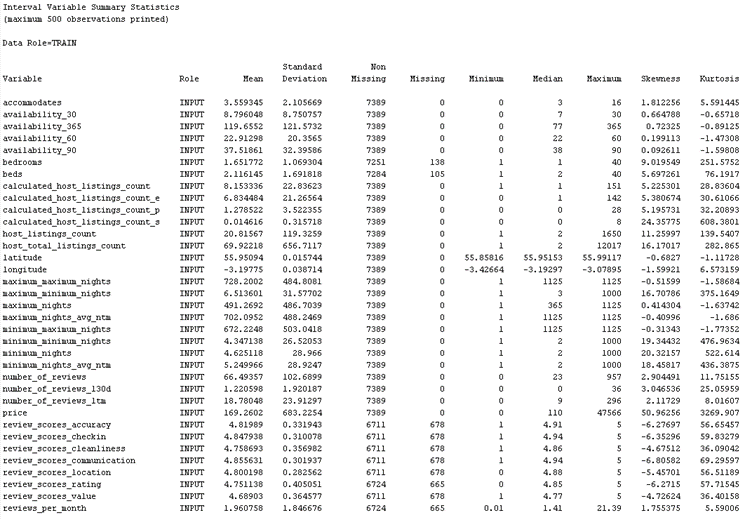 Interval Variable Summary Statistics
(maximum 500 observations printed)
Data Role=TRAIN
Standard Non
Variable Role Mean Deviation Missing Missing Minimum Median Maximum Skewness Kurtosis
accommodates INPUT 3.559345 2.105669 7389 0 0 3 16 1.812256 5.591445
availability_30 INPUT 8.796048 8.750757 7389 0 0 7 30 0.664788 -0.65718
availability_365 INPUT 119.6552 121.5732 7389 0 0 77 365 0.72325 -0.89125
availability_60 INPUT 22.91298 20.3565 7389 0 0 22 60 0.199513 -1.47308
availability_90 INPUT 37.51861 32.39586 7389 0 0 38 90 0.092611 -1.59808
bedrooms INPUT 1.651772 1.069304 7251 138 1 1 40 9.019549 251.5752
beds INPUT 2.116145 1.691818 7284 105 1 2 40 5.697261 76.1917
calculated_host_listings_count INPUT 8.153336 22.83623 7389 0 1 1 151 5.225301 28.83604
calculated_host_listings_count_e INPUT 6.834484 21.26564 7389 0 0 1 142 5.380674 30.61066
calculated_host_listings_count_p INPUT 1.278522 3.522355 7389 0 0 0 28 5.195731 32.20893
calculated_host_listings_count_s INPUT 0.014616 0.315718 7389 0 0 0 8 24.35775 608.3801
host_listings_count INPUT 20.81567 119.3259 7389 0 1 2 1650 11.25997 139.5407
host_total_listings_count INPUT 69.92218 656.7117 7389 0 1 2 12017 16.17017 282.865
latitude INPUT 55.95094 0.015744 7389 0 55.85816 55.95153 55.99117 -0.6827 -1.11728
longitude INPUT -3.19775 0.038714 7389 0 -3.42664 -3.19297 -3.07895 -1.59921 6.573159
maximum_maximum_nights INPUT 728.2002 484.8081 7389 0 1 1125 1125 -0.51599 -1.58684
maximum_minimum_nights INPUT 6.513601 31.57702 7389 0 1 3 1000 16.70786 375.1649
maximum_nights INPUT 491.2692 486.7039 7389 0 1 365 1125 0.414304 -1.63742
maximum_nights_avg_ntm INPUT 702.0952 488.2469 7389 0 1 1125 1125 -0.40996 -1.686
minimum_maximum_nights INPUT 672.2248 503.0418 7389 0 1 1125 1125 -0.31343 -1.77352
minimum_minimum_nights INPUT 4.347138 26.52053 7389 0 1 2 1000 19.34432 476.9634
minimum_nights INPUT 4.625118 28.966 7389 0 1 2 1000 20.32157 522.614
minimum_nights_avg_ntm INPUT 5.249966 28.9247 7389 0 1 2 1000 18.45817 436.3875
number_of_reviews INPUT 66.49357 102.6899 7389 0 0 23 957 2.904491 11.75155
number_of_reviews_l30d INPUT 1.220598 1.920187 7389 0 0 0 36 3.046536 25.05959
number_of_reviews_ltm INPUT 18.78048 23.91297 7389 0 0 9 296 2.11729 8.01607
price INPUT 169.2602 683.2254 7389 0 0 110 47566 50.96256 3269.907
review_scores_accuracy INPUT 4.81989 0.331943 6711 678 1 4.91 5 -6.27697 56.65457
review_scores_checkin INPUT 4.847938 0.310078 6711 678 1 4.94 5 -6.35296 59.83279
review_scores_cleanliness INPUT 4.758693 0.356982 6711 678 1 4.86 5 -4.67512 36.09042
review_scores_communication INPUT 4.855631 0.301937 6711 678 1 4.94 5 -6.80582 69.29597
review_scores_location INPUT 4.800198 0.282562 6711 678 0 4.88 5 -5.45701 56.51189
review_scores_rating INPUT 4.751138 0.405051 6724 665 0 4.85 5 -6.2715 57.71545
review_scores_value INPUT 4.68903 0.364577 6711 678 1 4.77 5 -4.72624 36.40158
reviews_per_month INPUT 1.960758 1.846676 6724 665 0.01 1.41 21.39 1.755375 5.59006